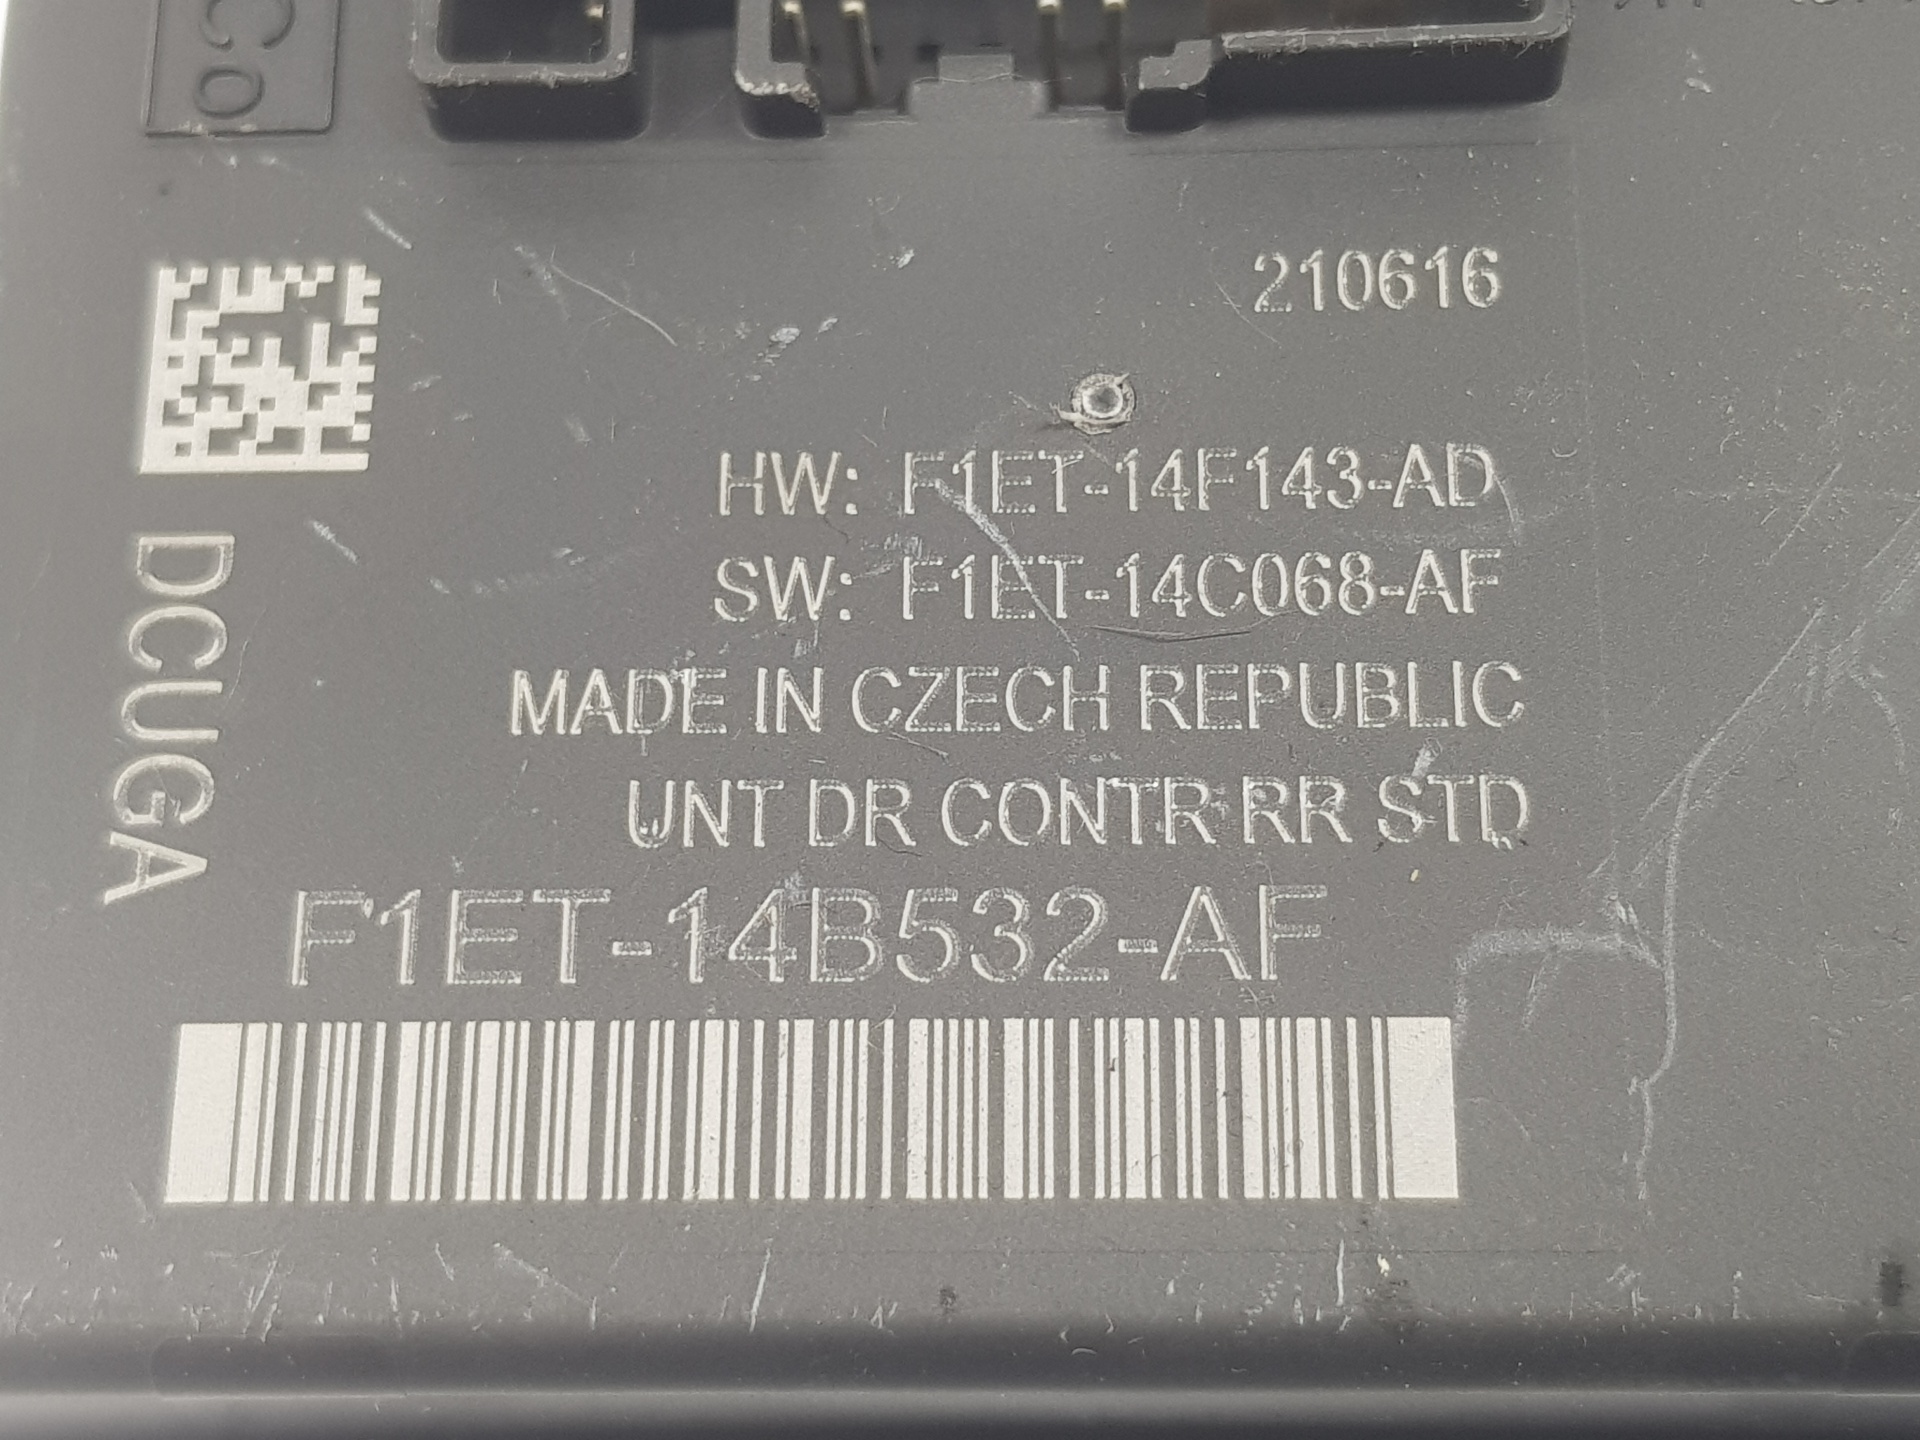 CO
210616
HW: F1ET-14F143-AD
SW: F1ET-14C068-AF
MADE IN CZECH REPUBLIC
UNT DR CONTR RR STD
F1ET-14B532-AF
DCUGA